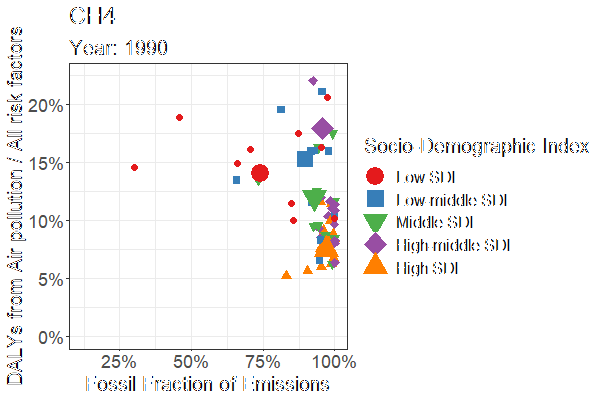 CH4
Year: 1990
DALYs from Air pollution / All risk factors
20%
15%
10%
5%
0%
25%
50%
75%
100%
Fossil Fraction of Emissions
Socio-Demographic Index
Low SDI
Low-middle SDI
Middle SDI
High-middle SDI
High SDI